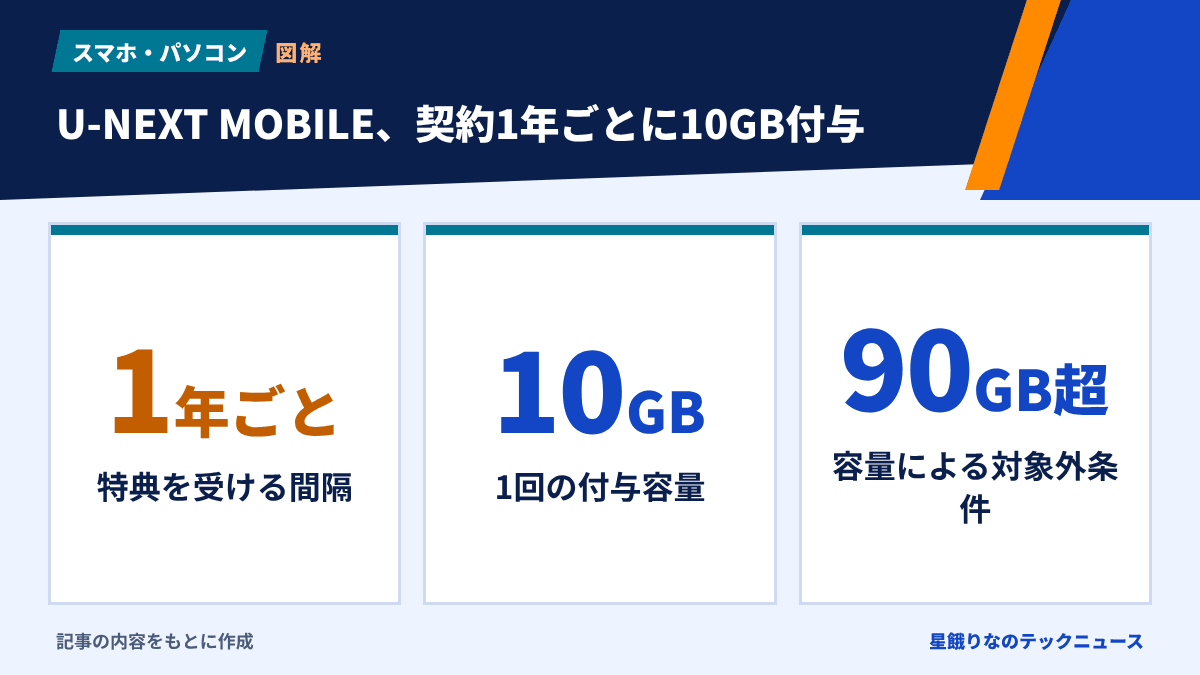 スマホ・パソコン 図解
U-NEXT MOBILE、契約1年ごとに10GB付与
1年ごと
特典を受ける間隔
10GB
1回の付与容量
90GB超
容量による対象外条
件
記事の内容をもとに作成
星餓りなのテックニュース